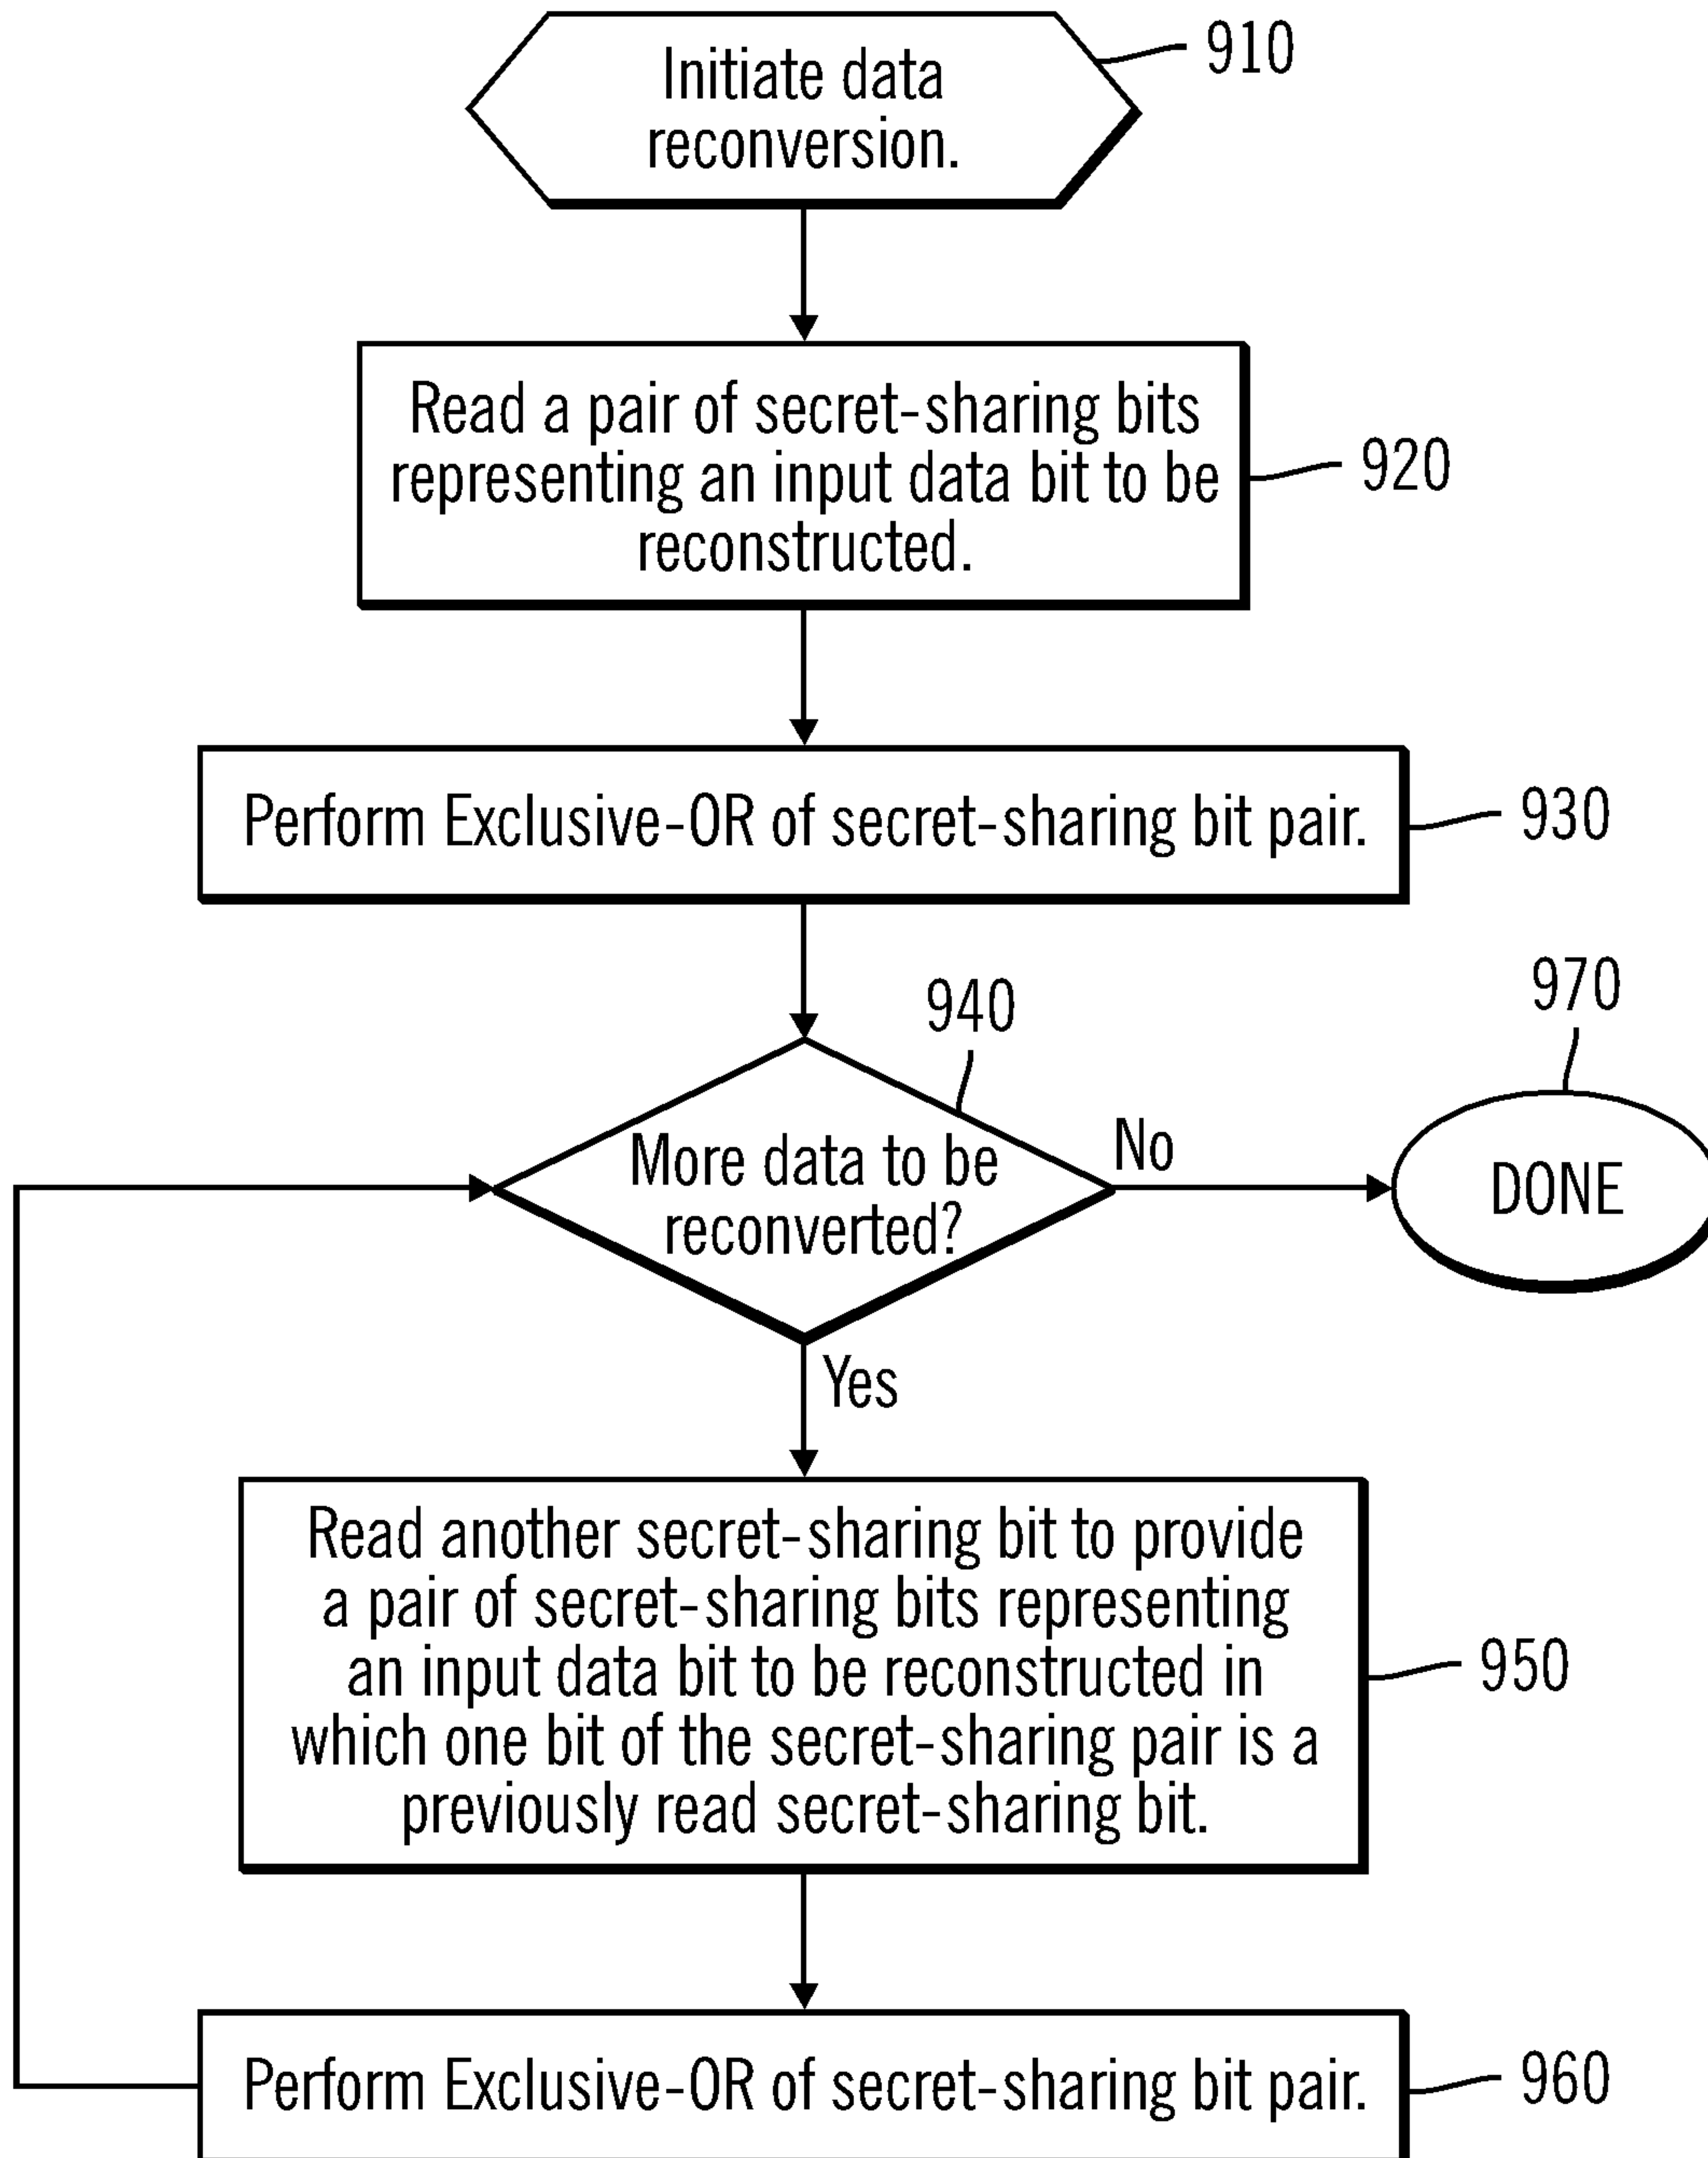 Initiate data
reconversion.
910
Read a pair of secret-sharing bits
representing an input data bit to be
reconstructed.
920
Perform Exclusive-OR of secret-sharing bit pair.
930
940
970
More data to be
reconverted?
No
DONE
Yes
Read another secret-sharing bit to provide
a pair of secret-sharing bits representing
an input data bit to be reconstructed in
which one bit of the secret-sharing pair is a
previously read secret-sharing bit.
950
Perform Exclusive-OR of secret-sharing bit pair.
960